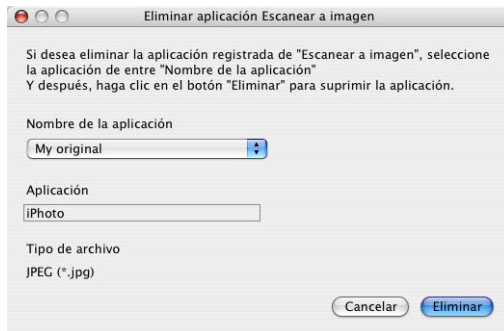 Eliminar aplicación Escanear a imagen
Si desea eliminar la aplicación registrada de "Escanear a imagen", seleccione
la aplicación de entre "Nombre de la aplicación"
Y después, haga clic en el botón "Eliminar" para suprimir la aplicación.
Nombre de la aplicación
My original
Aplicación
iPhoto
Tipo de archivo
JPEG (*.jpg)
Cancelar Eliminar